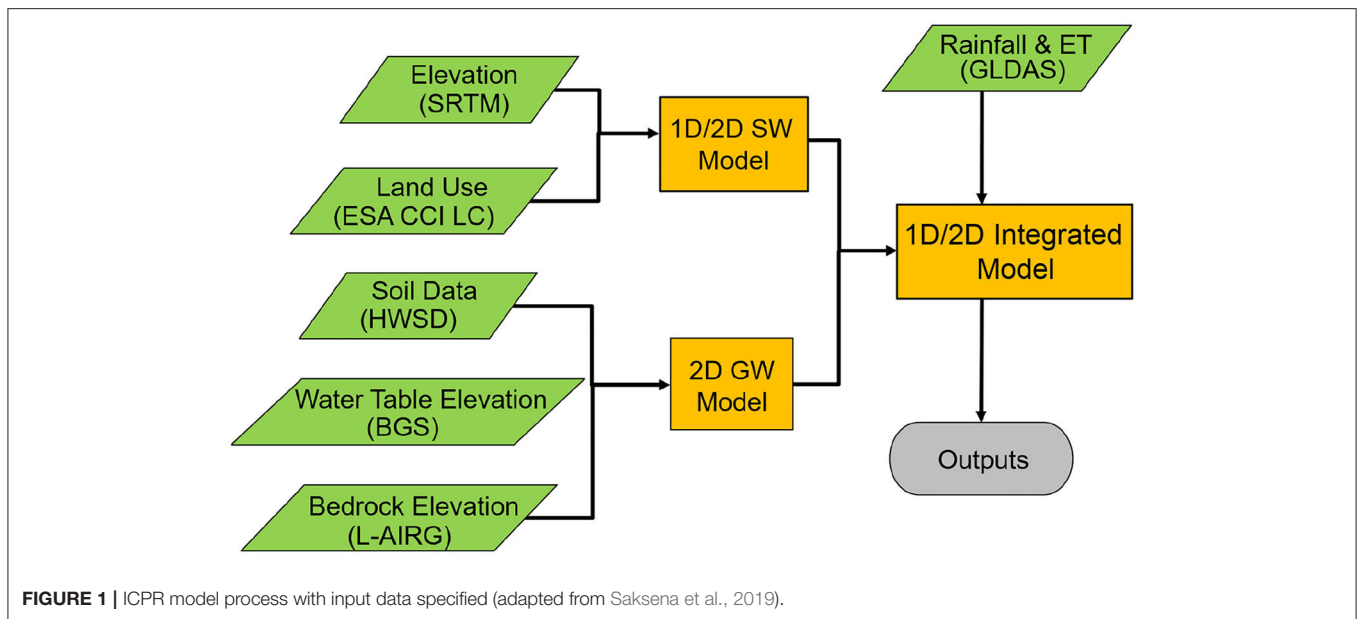 Elevation
(SRTM)
Rainfall & ET
(GLDAS)
1D/2D SW
Model
Land Use
(ESA CCI LC)
1D/2D Integrated
Model
Soil Data
(HWSD)
2D GW
Model
Water Table Elevation
(BGS)
Outputs
Bedrock Elevation
(L-AIRG)
FIGURE 1 | ICPR model process with input data specified (adapted from Saksena et al., 2019).